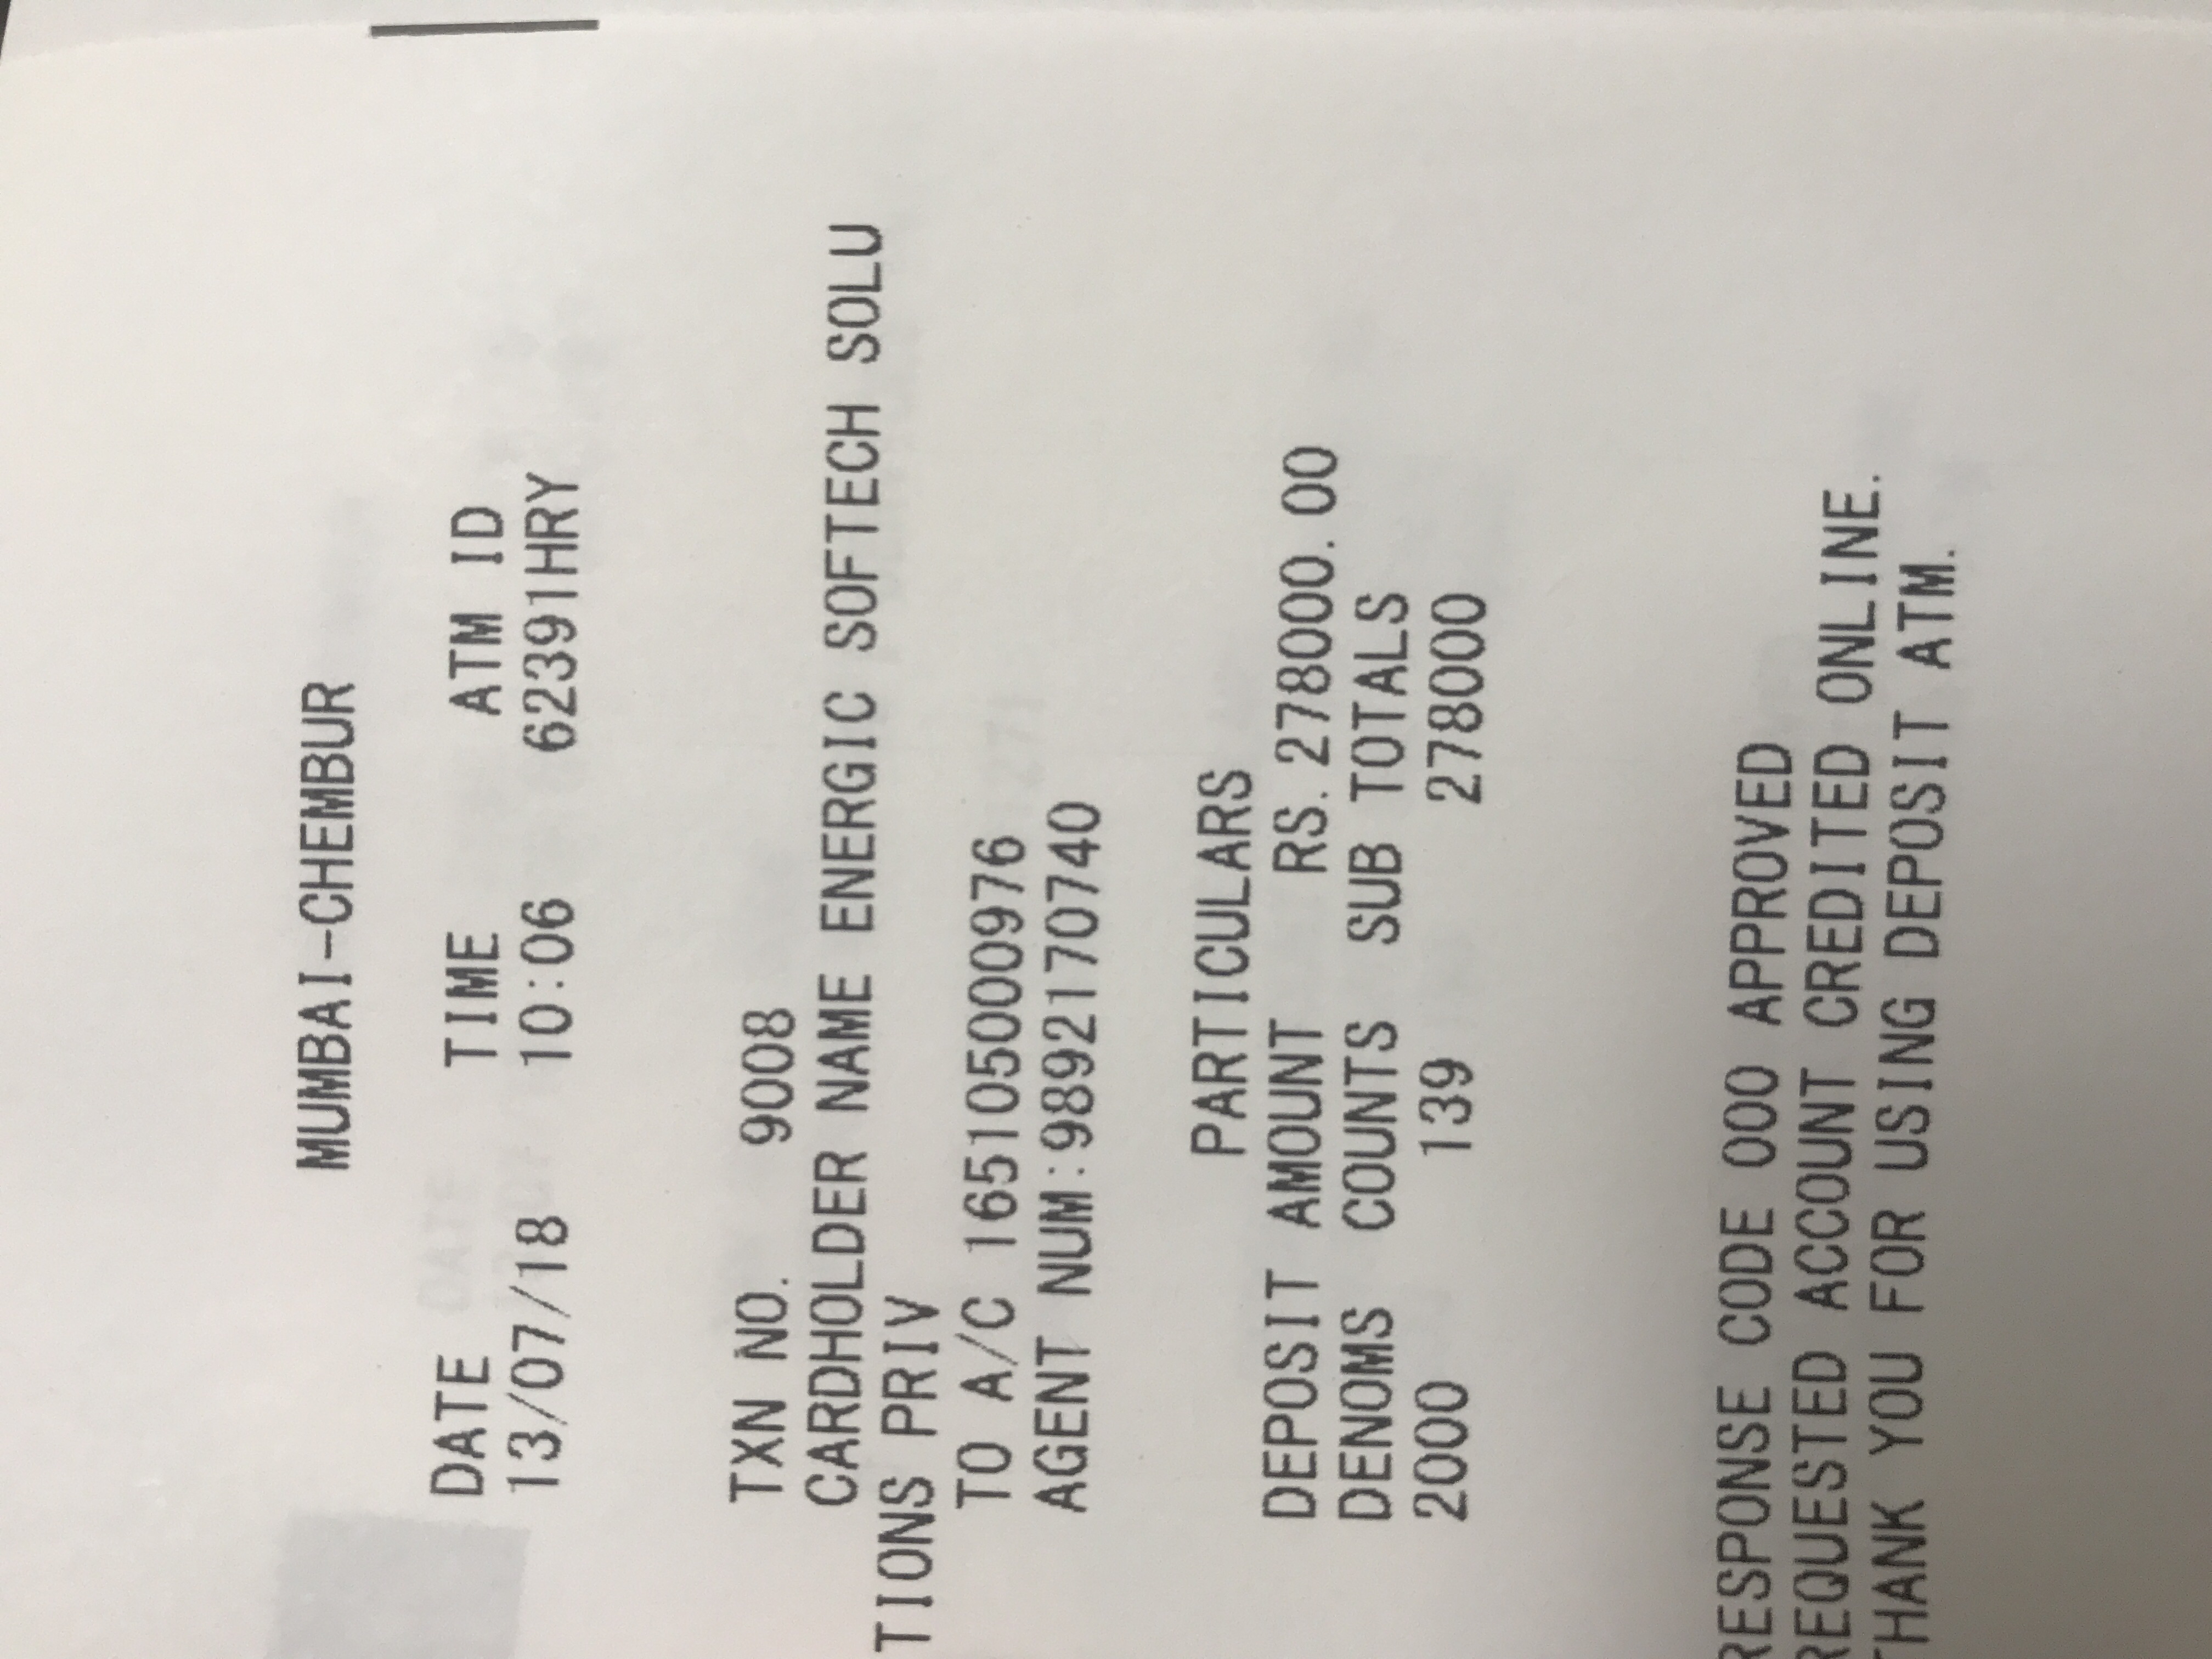 MUMBAI-CHEMBUR
DATE TIME ATM ID
13/07/18 10:06 62391HRY
TXN NO. 9008
CARDHOLDER NAME ENERGIC SOFTECH SOLU
TIONS PRIV
TO A/C 165105000976
AGENT NUM:9892170740
PARTICULARS
DEPOSIT AMOUNT RS.278000.00
DENOMS COUNTS SUB TOTALS
2000 139 278000
RESPONSE CODE 000 APPROVED
REQUESTED ACCOUNT CREDITED ONLINE.
THANK YOU FOR USING DEPOSIT ATM.